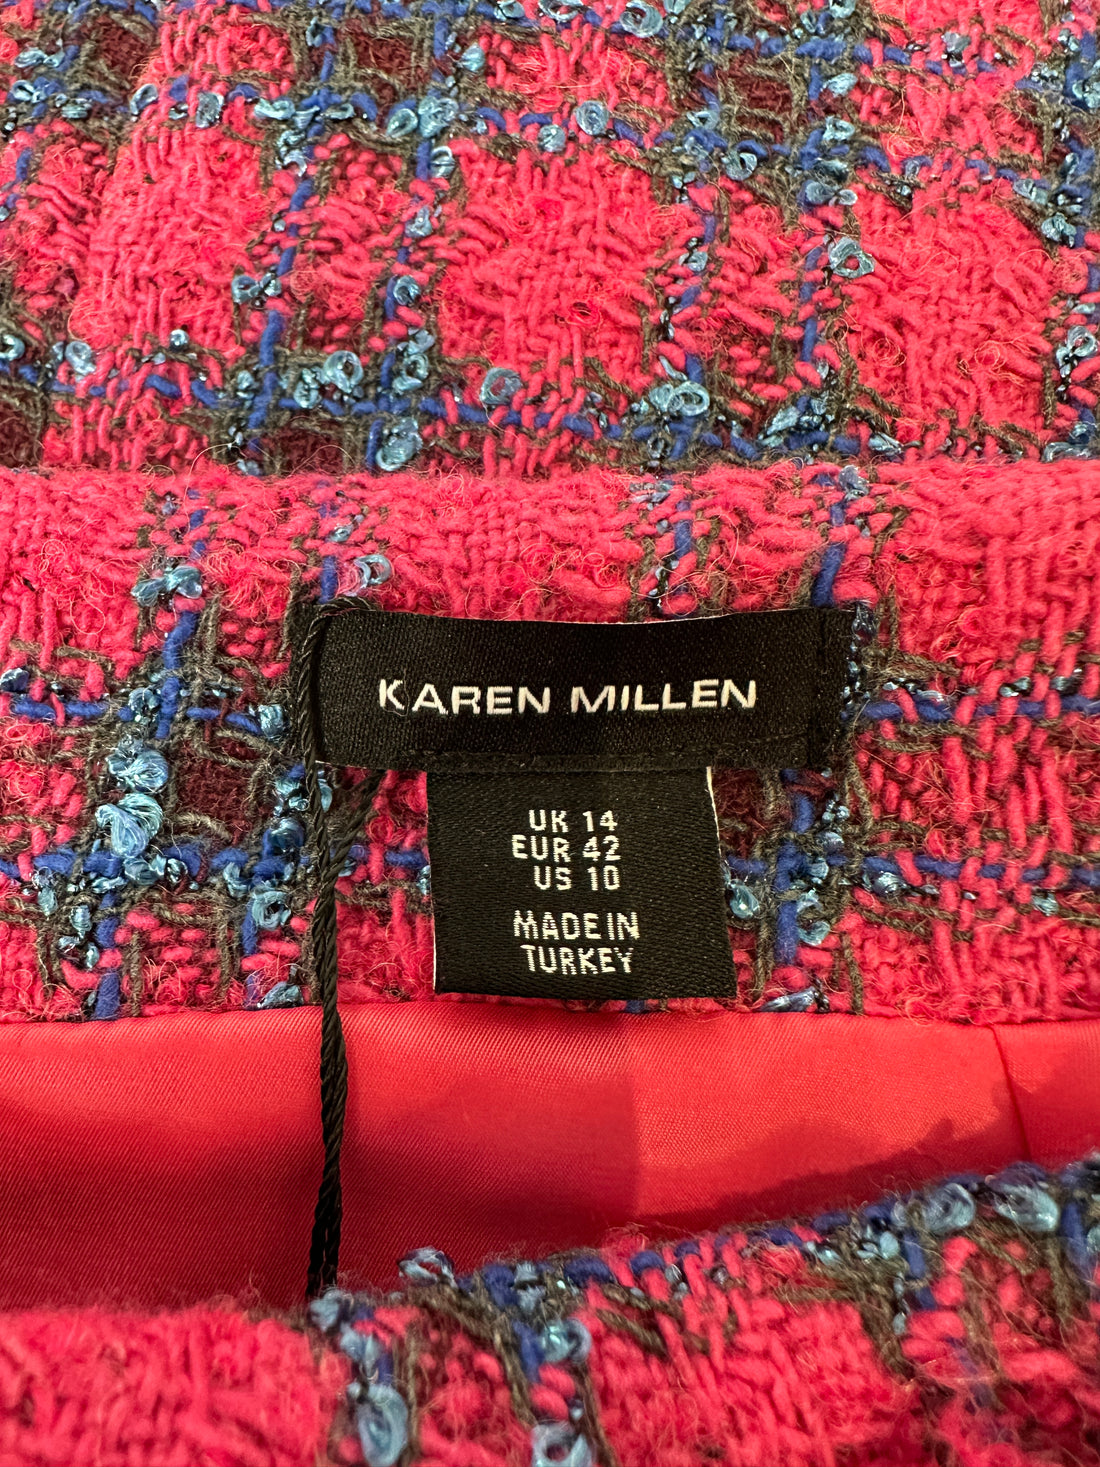 KAREN MILLEN
UK 14
EUR 42
US 10
MADE IN
TURKEY